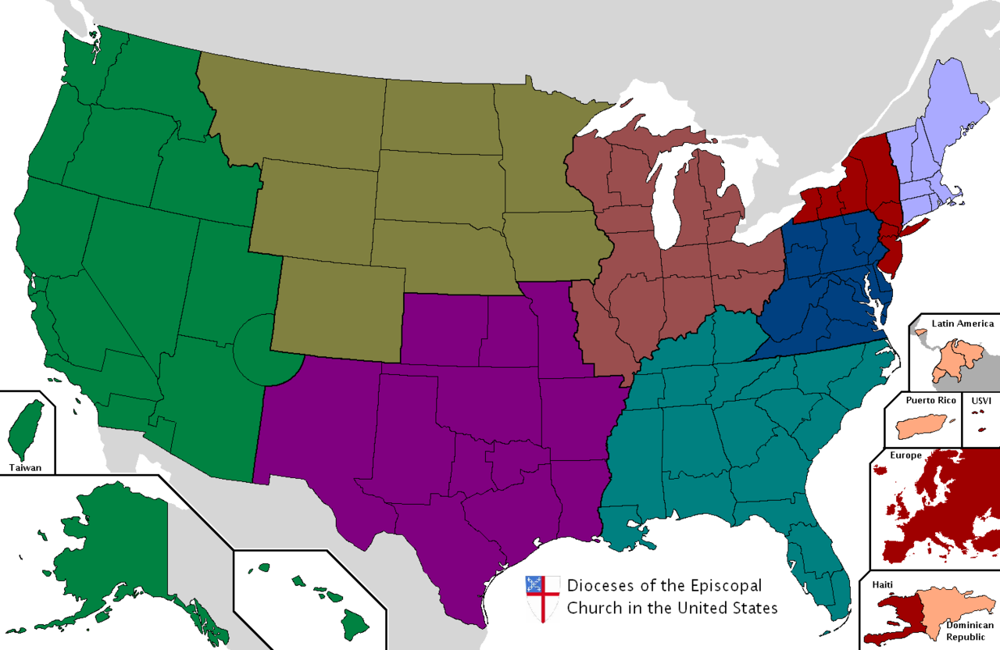 Latin America
Puerto Rico
USVI
Europe
Taiwan
Haiti
Dioceses of the Episcopal
Church in the United States
Dominican
Republic